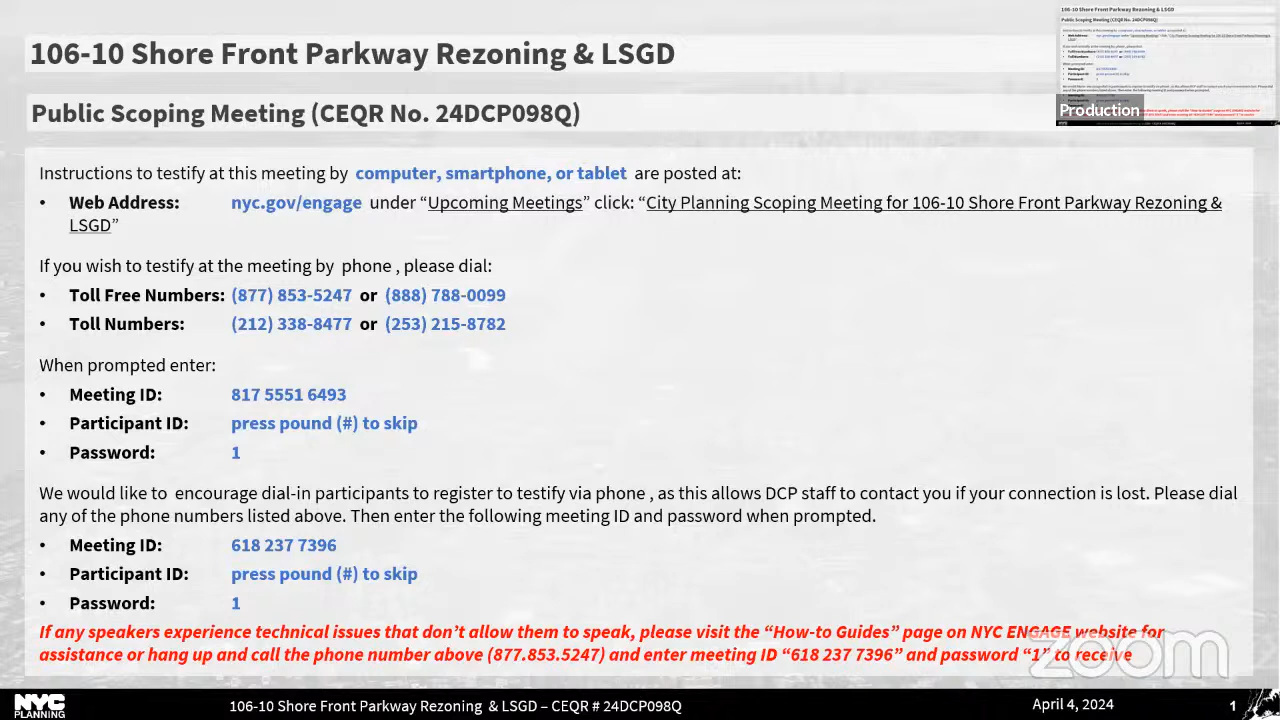 106-10 Shore Front Parkway Rezoning & LSGD
Public Scoping Meeting (CEQR No. 24DCP098Q)
Production
Instructions to testify at this meeting by computer, smartphone, or tablet are posted at:
• Web Address: nyc.gov/engage under “Upcoming Meetings” click: “City Planning Scoping Meeting for 106-10 Shore Front Parkway Rezoning &
LSGD”
If you wish to testify at the meeting by phone , please dial:
• Toll Free Numbers: (877) 853-5247 or (888) 788-0099
• Toll Numbers: (212) 338-8477 or (253) 215-8782
When prompted enter:
• Meeting ID: 817 5551 6493
• Participant ID: press pound (#) to skip
• Password: 1
We would like to encourage dial-in participants to register to testify via phone , as this allows DCP staff to contact you if your connection is lost. Please dial
any of the phone numbers listed above. Then enter the following meeting ID and password when prompted.
• Meeting ID: 618 237 7396
• Participant ID: press pound (#) to skip
• Password: 1
If any speakers experience technical issues that don’t allow them to speak, please visit the “How-to Guides” page on NYC ENGAGE website for
assistance or hang up and call the phone number above (877.853.5247) and enter meeting ID “618 237 7396” and password “1” to receive
zoom
NYC
PLANNING
106-10 Shore Front Parkway Rezoning & LSGD – CEQR # 24DCP098Q
April 4, 2024
1